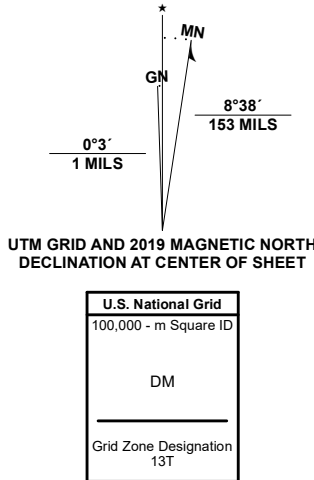 ★
MN
GN
8°38´
153 MILS
0°3´
1 MILS
UTM GRID AND 2019 MAGNETIC NORTH
DECLINATION AT CENTER OF SHEET
U.S. National Grid
100,000 - m Square ID
DM
Grid Zone Designation
13T